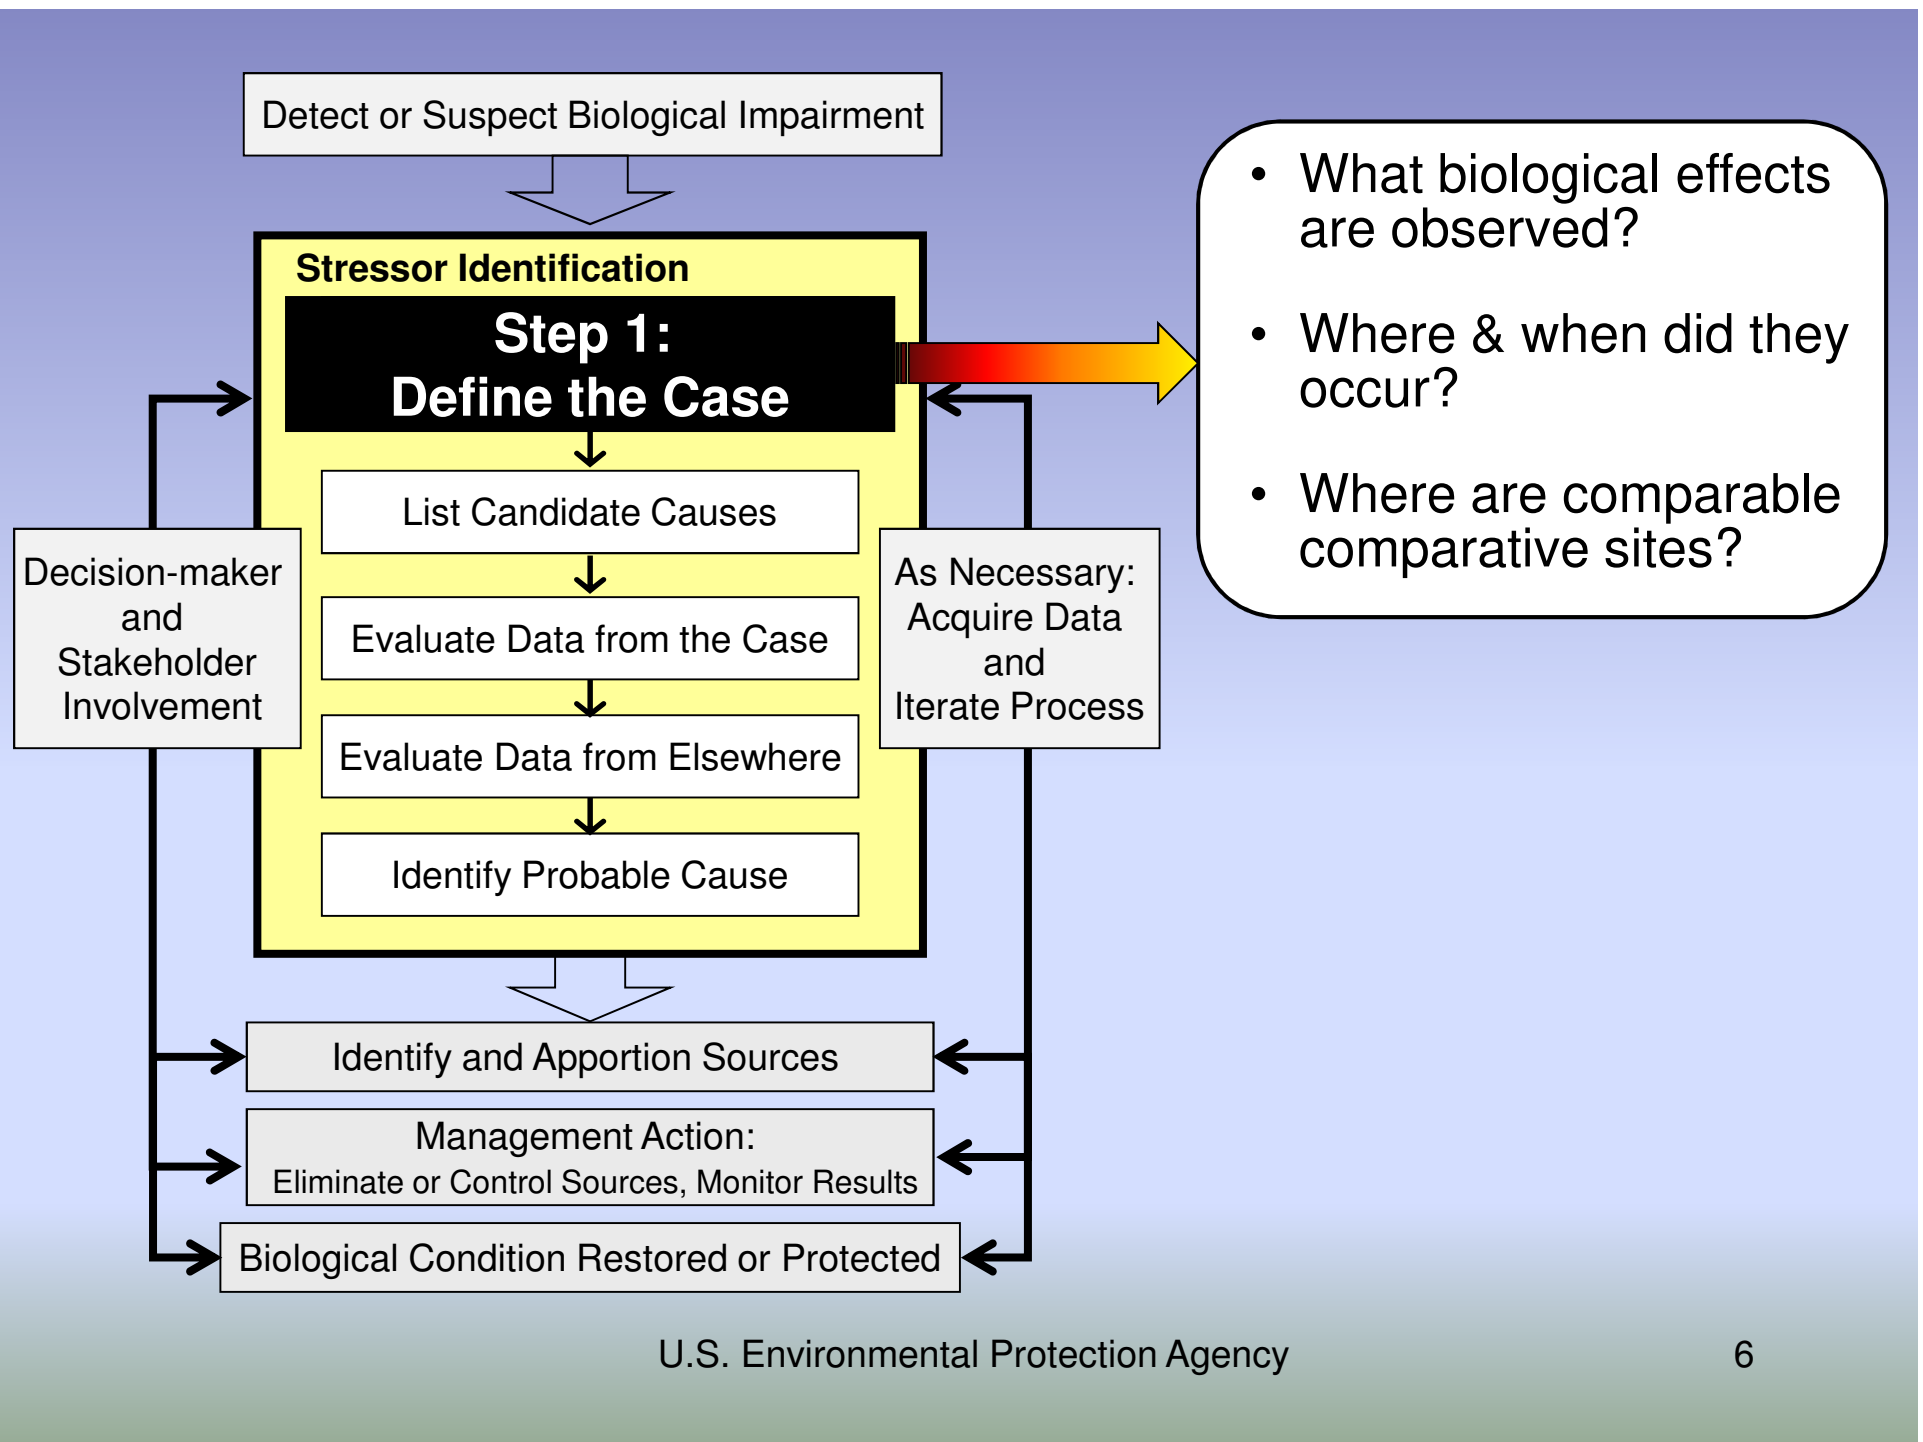 Detect or Suspect Biological Impairment
Stressor Identification
Step 1:
Define the Case
List Candidate Causes
Evaluate Data from the Case
Evaluate Data from Elsewhere
Identify Probable Cause
Decision-maker
and
Stakeholder
Involvement
As Necessary:
Acquire Data
and
Iterate Process
Identify and Apportion Sources
Management Action:
Eliminate or Control Sources, Monitor Results
Biological Condition Restored or Protected
• What biological effects
are observed?
• Where & when did they
occur?
• Where are comparable
comparative sites?
U.S. Environmental Protection Agency
6